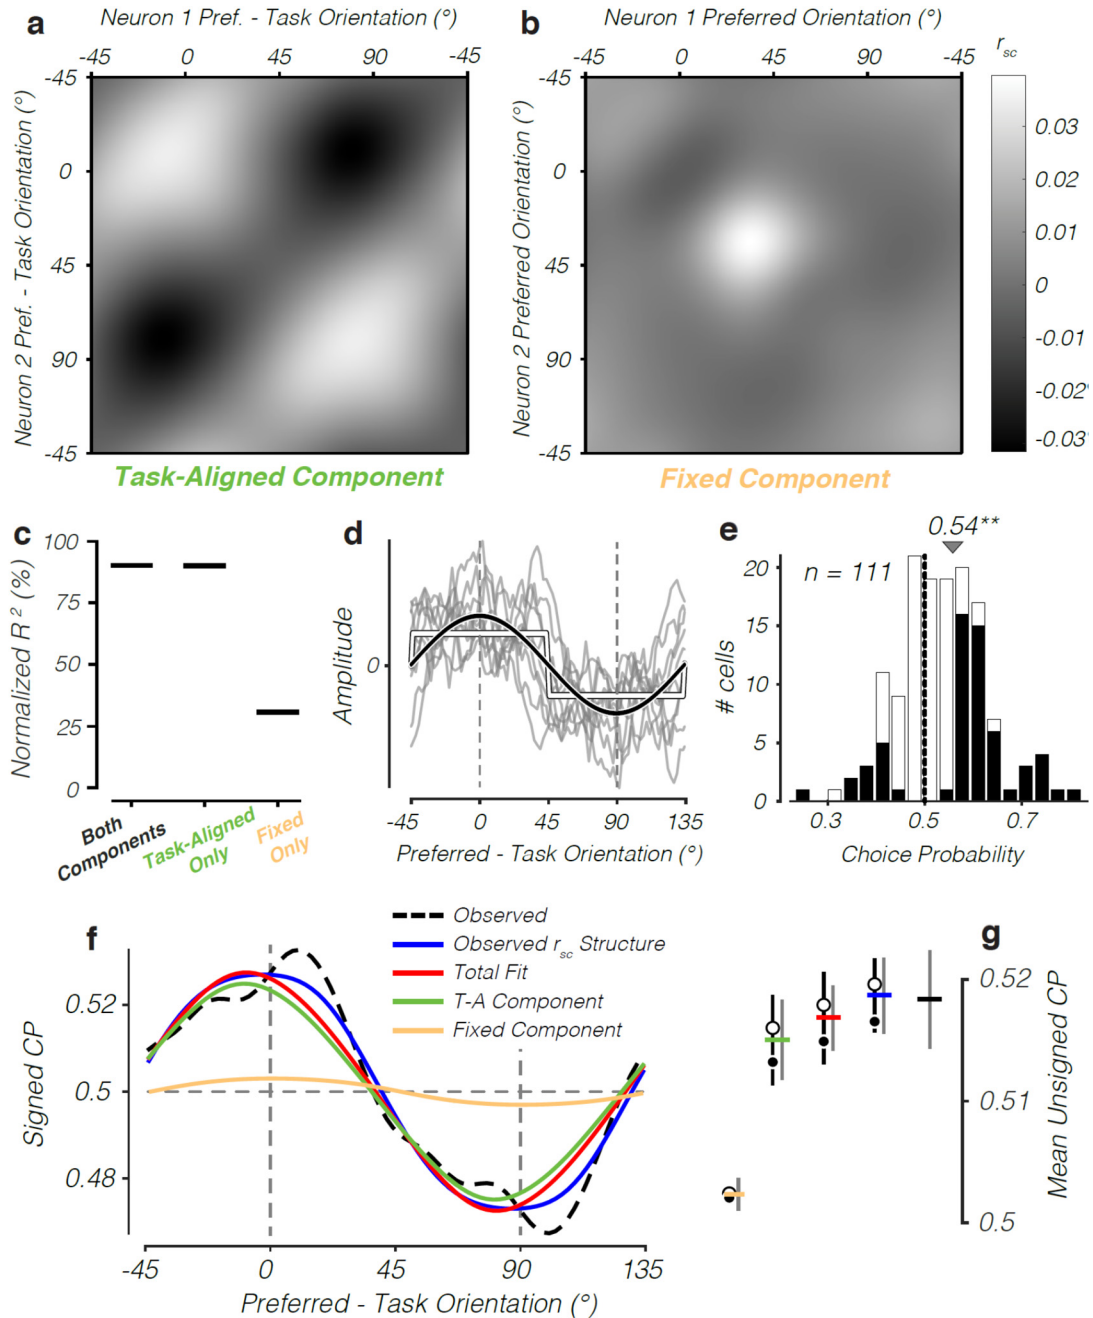 a
Neuron 1 Pref. - Task Orientation (°)
-45 0 45 90 -45
Neuron 2 Pref. - Task Orientation (°)
-45
0
45
90
-45
Task-Aligned Component
b
Neuron 1 Preferred Orientation (°)
-45 0 45 90 -45
Neuron 2 Preferred Orientation (°)
-45
0
45
90
-45
Fixed Component
rsc
0.03
0.02
0.01
0
-0.01
-0.02
-0.03
c
Normalized R² (%)
100
75
50
25
0
Both
Components
Task-Aligned
Only
Fixed
Only
d
Amplitude
0
-45 0 45 90 135
Preferred - Task Orientation (°)
e
0.54**
n = 111
# cells
20
15
10
5
0
0.3 0.5 0.7
Choice Probability
f
Observed
Observed rsc Structure
Total Fit
T-A Component
Fixed Component
Signed CP
0.52
0.5
0.48
-45 0 45 90 135
Preferred - Task Orientation (°)
g
0.52
0.51
0.5
Mean Unsigned CP